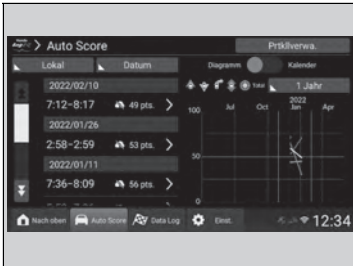 Auto Score
Prtkllverwa.
Lokal
Datum
Diagramm
Kalender
2022/02/10
Total
1 Jahr
7:12-8:17 49 pts.
2022/01/26
2:58-2:59 53 pts.
2022/01/11
7:36-8:09 56 pts.
100
50
0
Jul
Oct
2022
Jan
Apr
Nach oben
Auto Score
Data Log
Einst.
12:34